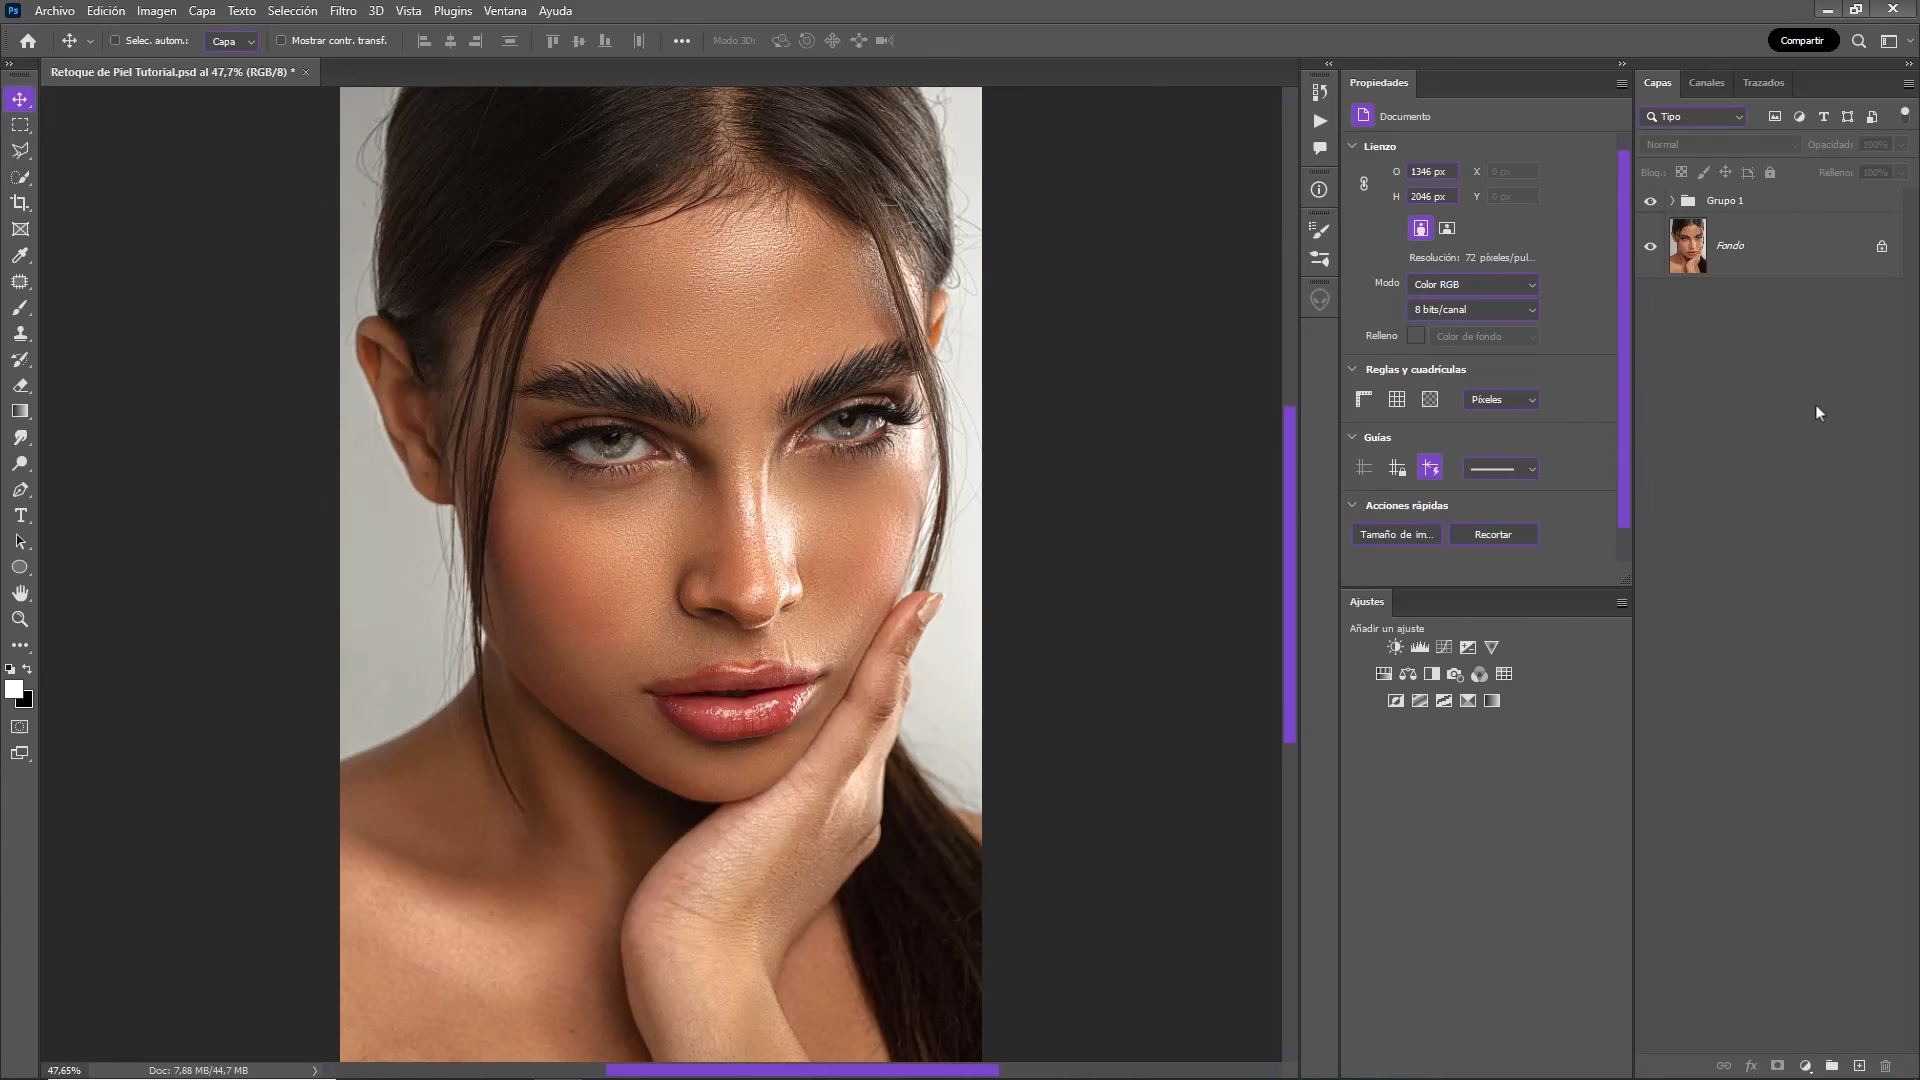 Ps Archivo Edición Imagen Capa Texto Selección Filtro 3D Vista Plugins Ventana Ayuda
Selec. autom.: Capa Mostrar contr. transf. Modo 3D: Compartir
Retoque de Piel Tutorial.psd al 47,7% (RGB/8) *
Propiedades
Documento
Lienzo
O 1346 px X 0 px
H 2046 px Y 0 px
Resolución: 72 píxeles/pul...
Modo Color RGB
8 bits/canal
Relleno Color de fondo
Reglas y cuadrículas
Píxeles
Guías
Acciones rápidas
Tamaño de im... Recortar
Ajustes
Añadir un ajuste
Capas Canales Trazados
Tipo
Normal Opacidad: 100%
Bloq.: Relleno: 100%
Grupo 1
Fondo
47,65% Doc: 7,88 MB/44,7 MB